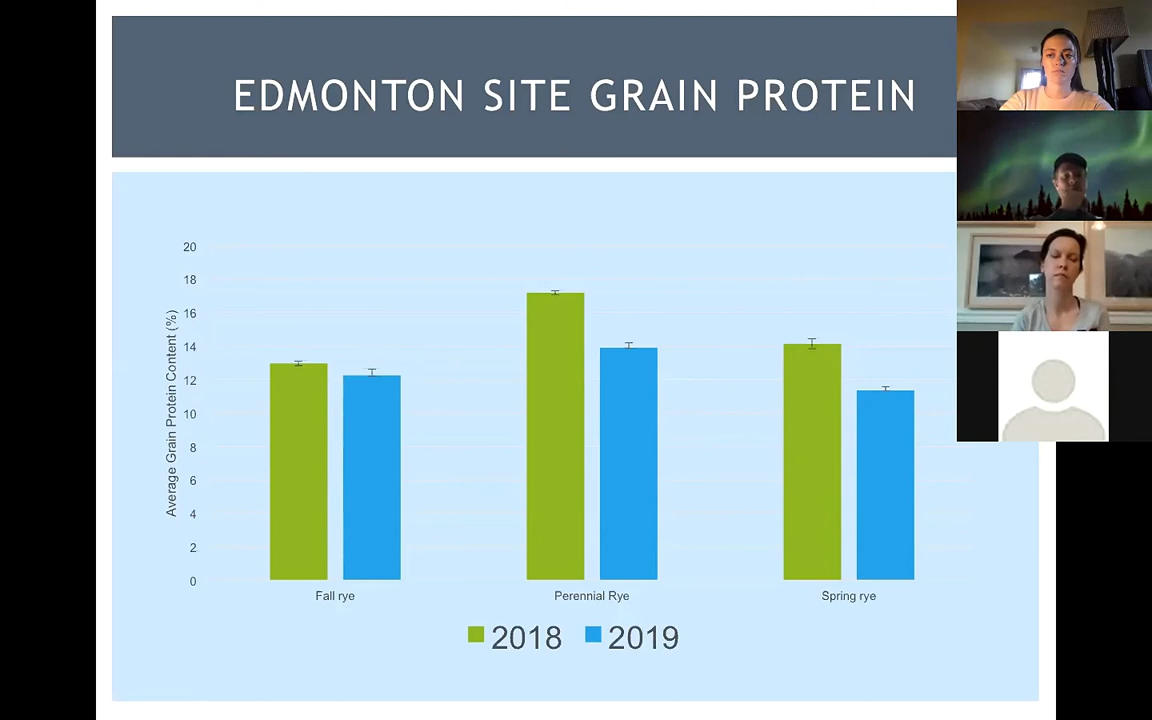 EDMONTON SITE GRAIN PROTEIN
Average Grain Protein Content (%)
20
18
16
14
12
10
8
6
4
2
0
Fall rye
Perennial Rye
Spring rye
2018
2019